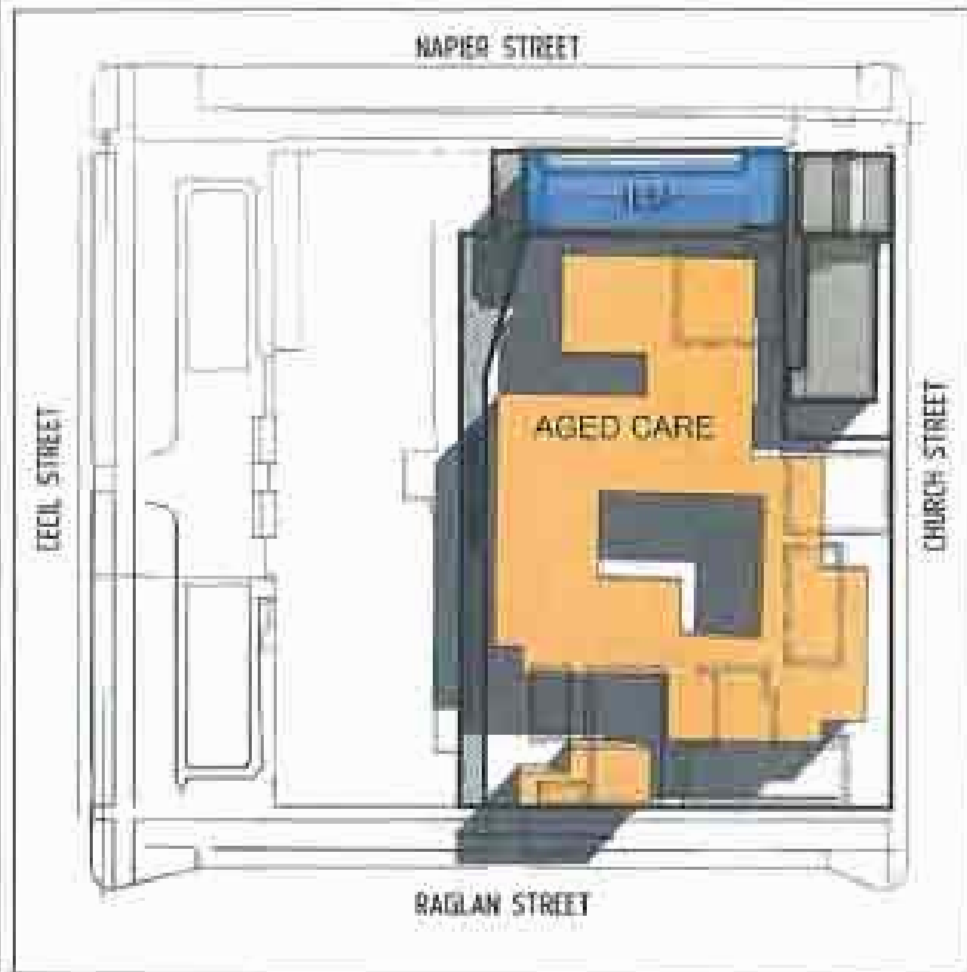 NAPIER STREET
CECIL STREET
AGED CARE
CHURCH STREET
RAGLAN STREET